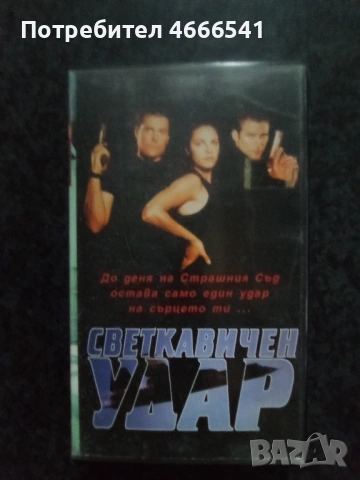 Потребител 4666541
До деня на Страшния Съд
остава само един удар
на сърцето ти ...
СВЕТКАВИЧЕН
УДАР
BAZAR